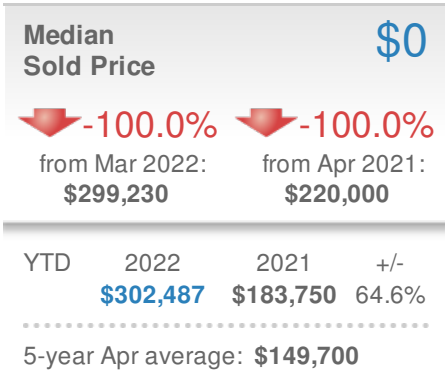 Median
Sold Price
$0
-100.0% -100.0%
from Mar 2022: from Apr 2021:
$299,230 $220,000
YTD 2022 2021 +/-
$302,487 $183,750 64.6%
5-year Apr average: $149,700